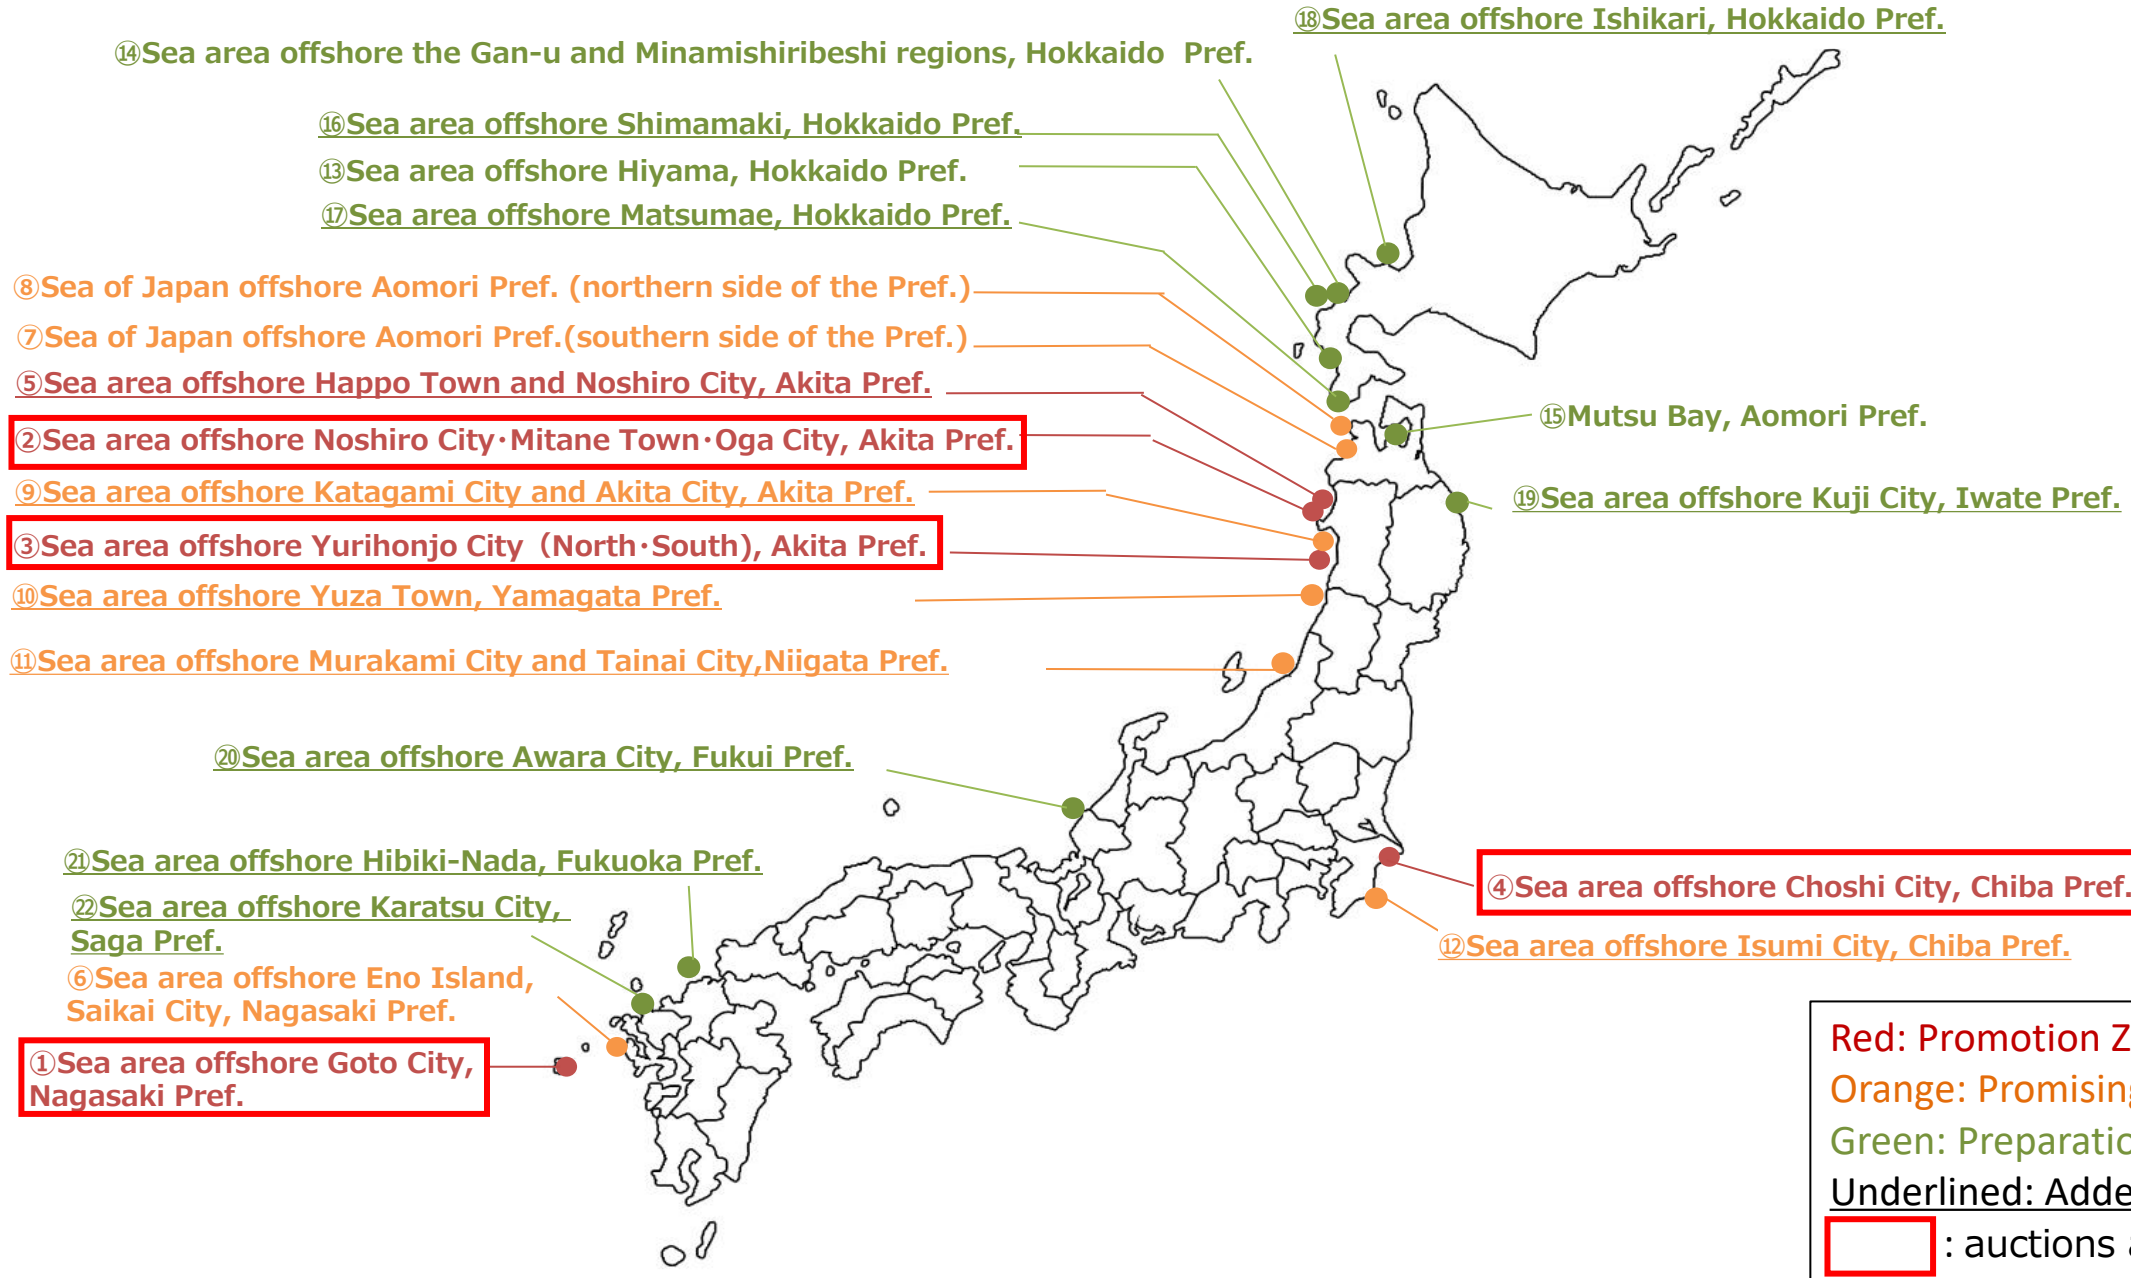 ⑱Sea area offshore Ishikari, Hokkaido Pref.
⑭Sea area offshore the Gan-u and Minamishiribeshi regions, Hokkaido Pref.
⑯Sea area offshore Shimamaki, Hokkaido Pref.
⑬Sea area offshore Hiyama, Hokkaido Pref.
⑰Sea area offshore Matsumae, Hokkaido Pref.
⑧Sea of Japan offshore Aomori Pref. (northern side of the Pref.)
⑦Sea of Japan offshore Aomori Pref.(southern side of the Pref.)
⑤Sea area offshore Happo Town and Noshiro City, Akita Pref.
⑮Mutsu Bay, Aomori Pref.
②Sea area offshore Noshiro City･Mitane Town･Oga City, Akita Pref.
⑨Sea area offshore Katagami City and Akita City, Akita Pref.
⑲Sea area offshore Kuji City, Iwate Pref.
③Sea area offshore Yurihonjo City（North･South), Akita Pref.
⑩Sea area offshore Yuza Town, Yamagata Pref.
⑪Sea area offshore Murakami City and Tainai City,Niigata Pref.
⑳Sea area offshore Awara City, Fukui Pref.
㉑Sea area offshore Hibiki-Nada, Fukuoka Pref.
④Sea area offshore Choshi City, Chiba Pref.
㉒Sea area offshore Karatsu City,
Saga Pref.
⑫Sea area offshore Isumi City, Chiba Pref.
⑥Sea area offshore Eno Island,
Saikai City, Nagasaki Pref.
①Sea area offshore Goto City,
Nagasaki Pref.
Red: Promotion Z
Orange: Promising
Green: Preparatio
Underlined: Adde
: auctions